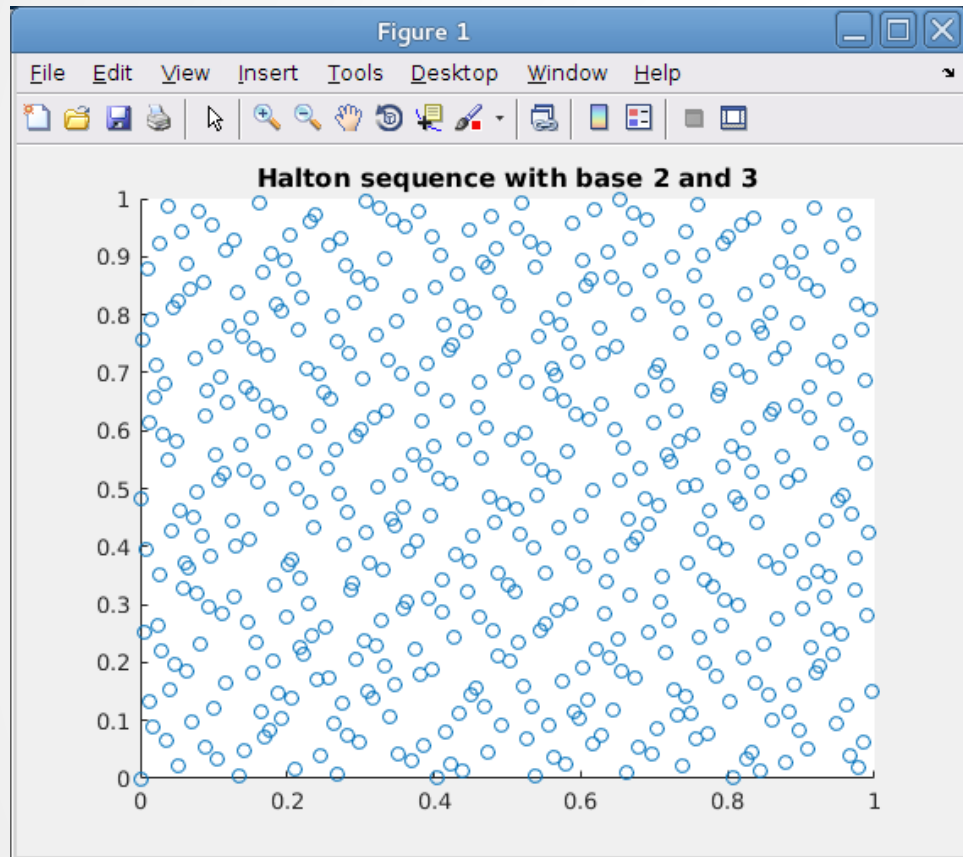 Figure 1
File Edit View Insert Tools Desktop Window Help
Halton sequence with base 2 and 3
1
0.9
0.8
0.7
0.6
0.5
0.4
0.3
0.2
0.1
0
0 0.2 0.4 0.6 0.8 1